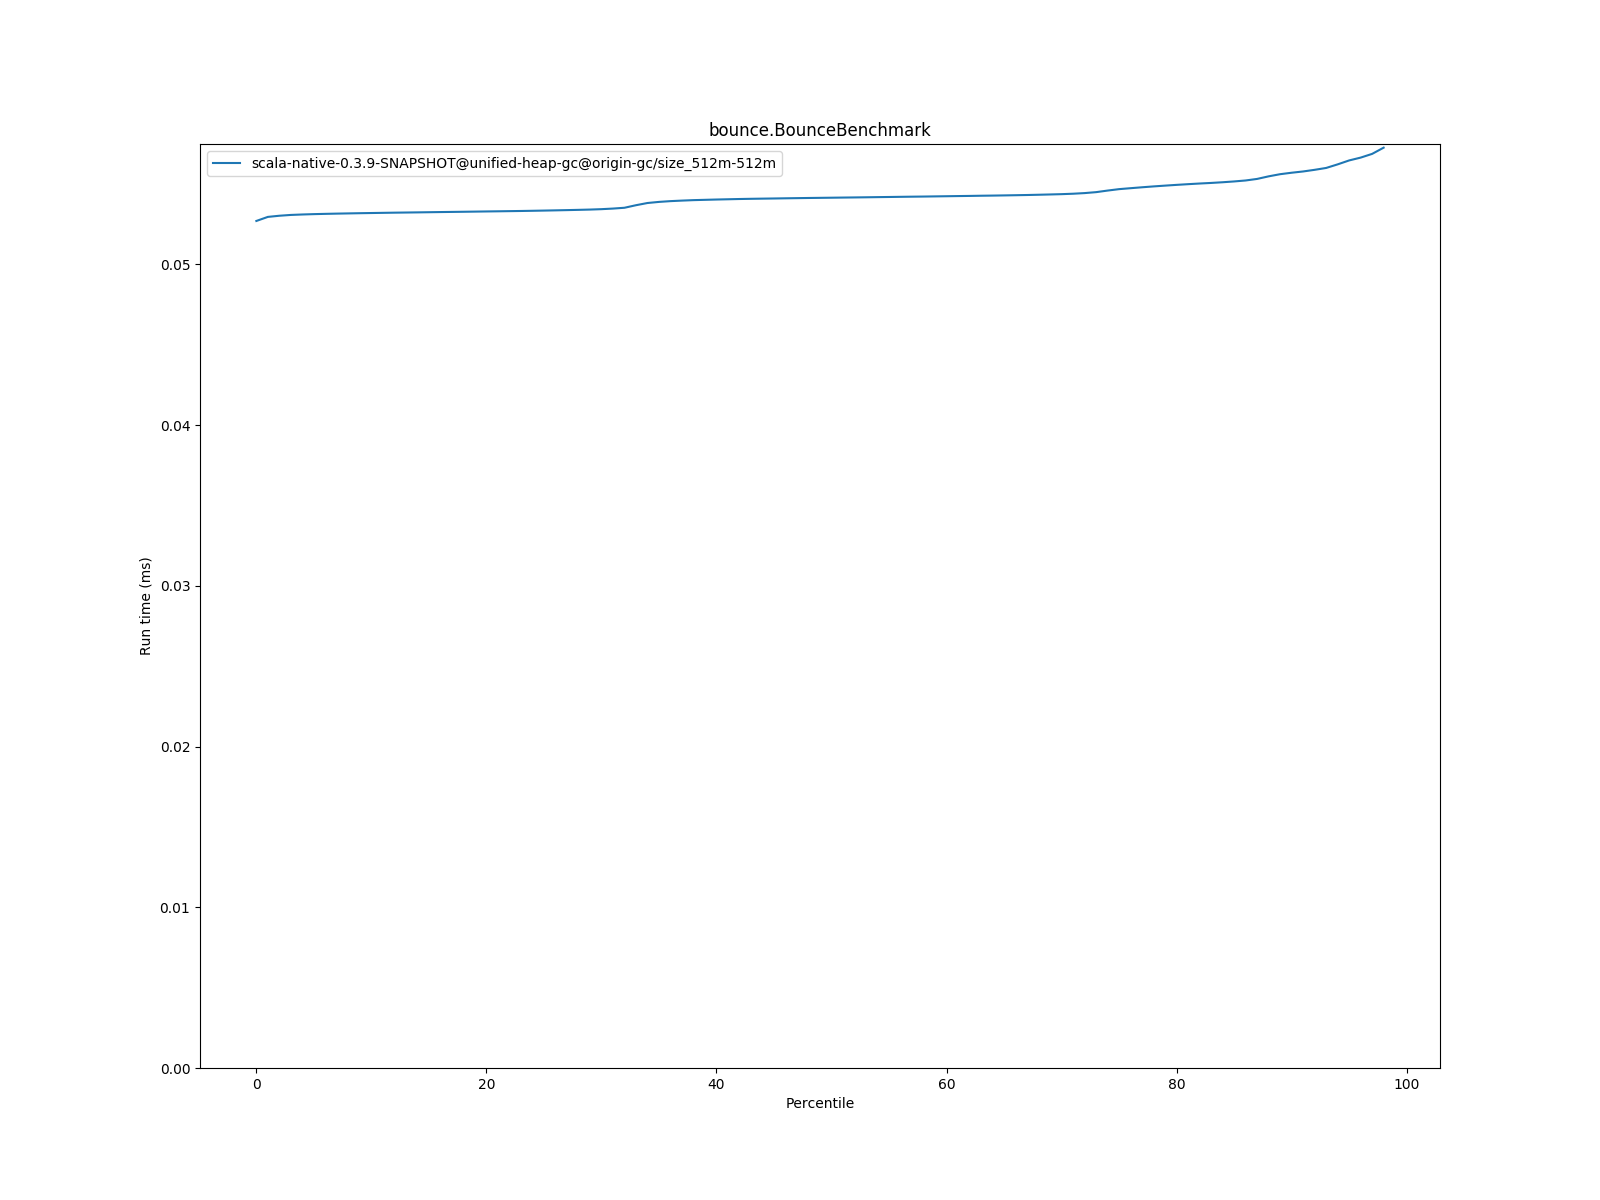 bounce.BounceBenchmark
scala-native-0.3.9-SNAPSHOT@unified-heap-gc@origin-gc/size_512m-512m
0.05
0.04
0.03
0.02
0.01
0.00
Run time (ms)
0 20 40 60 80 100
Percentile